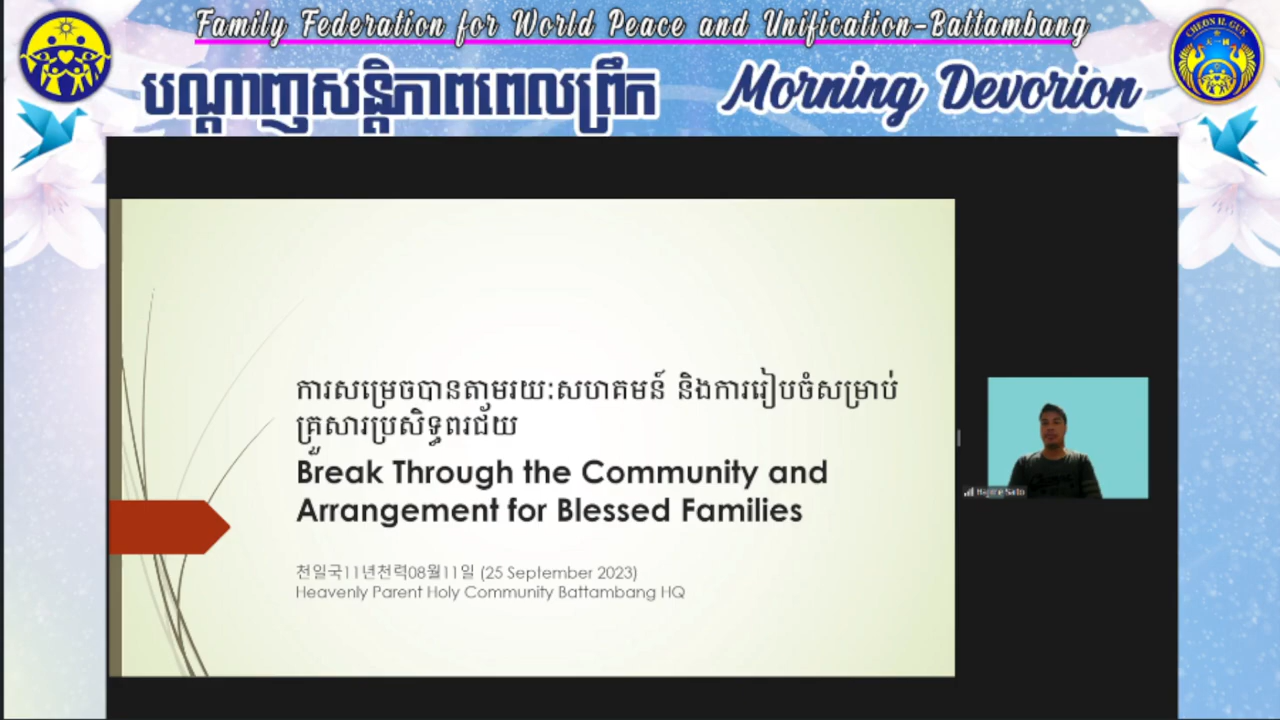 Family Federation for World Peace and Unification-Battambang
បណ្តាញសន្តិភាពពេលព្រឹក
Morning Devorion
CHEON IL GUK
ការសម្រេចបានតាមរយៈសហគមន៍ និងការរៀបចំសម្រាប់
គ្រួសារប្រសិទ្ធពរជ័យ
Break Through the Community and
Arrangement for Blessed Families
천일국11년천력08월11일 (25 September 2023)
Heavenly Parent Holy Community Battambang HQ